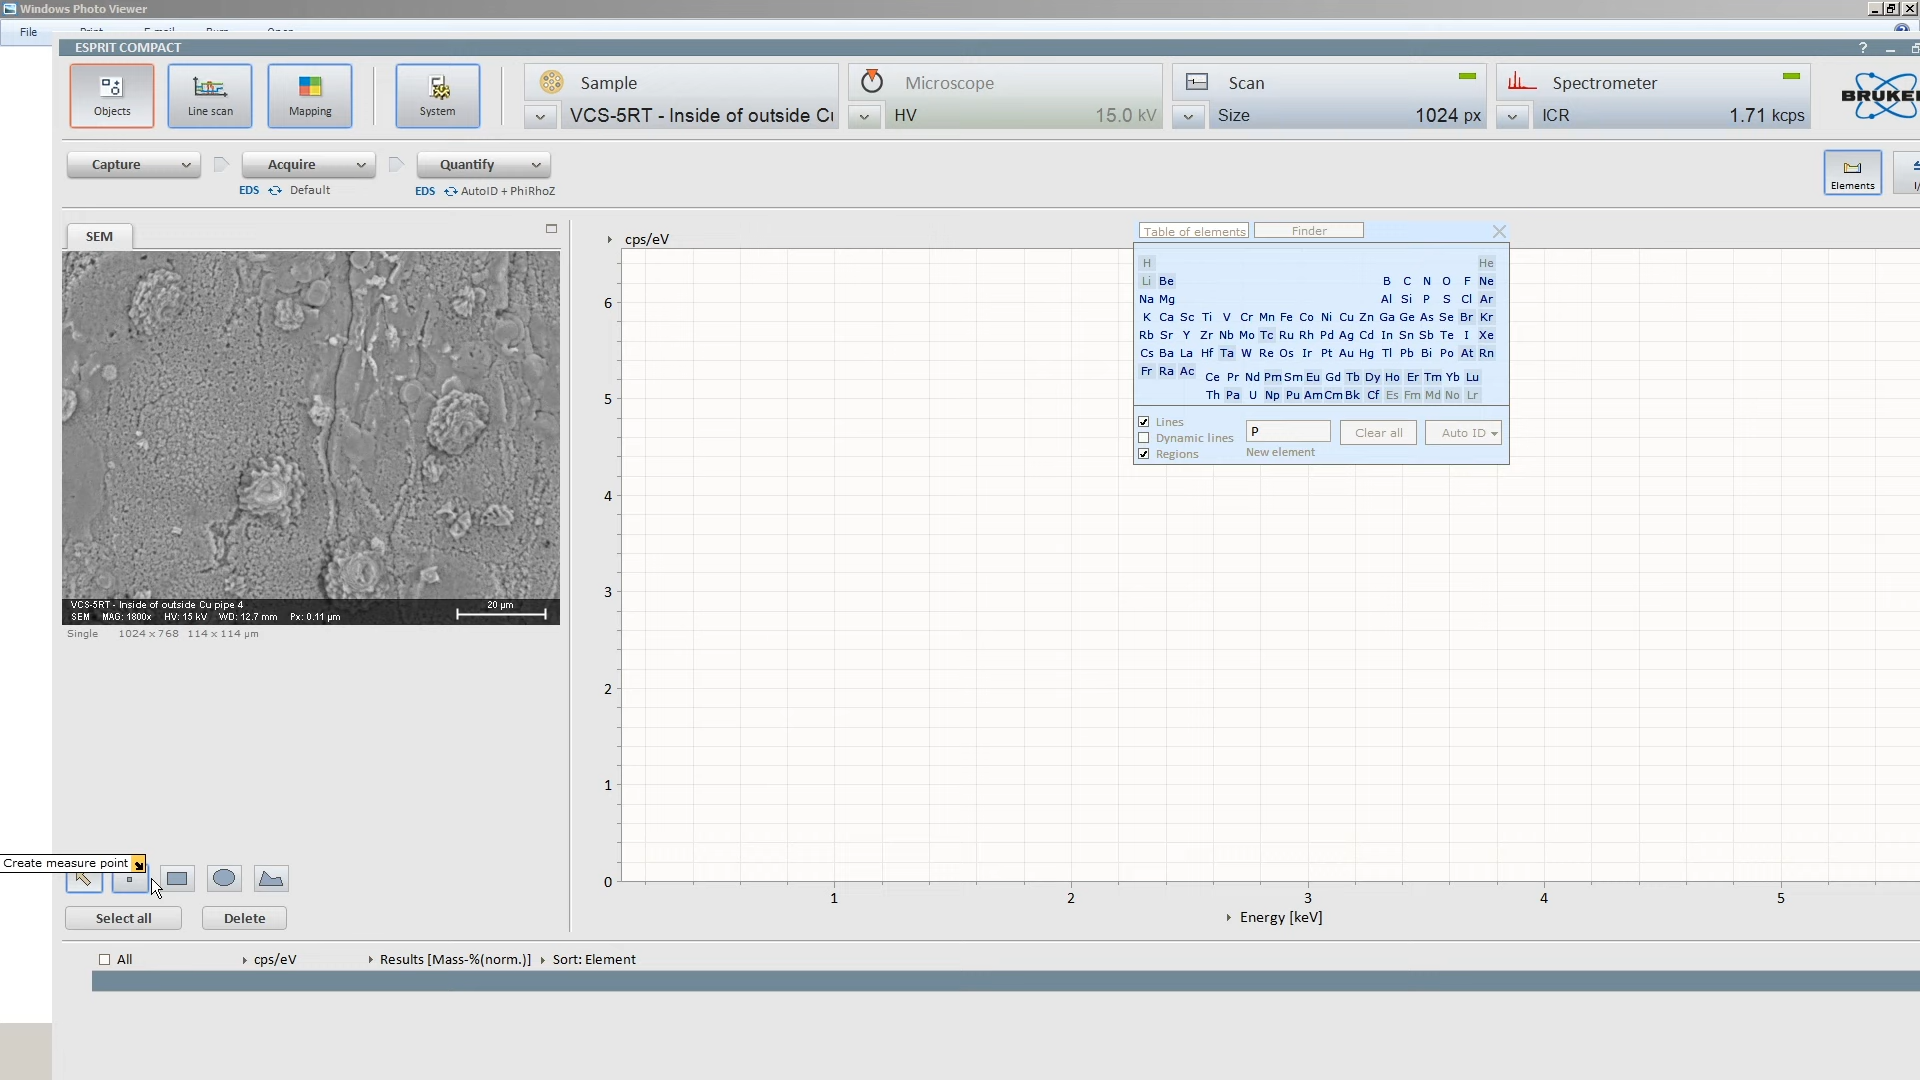 Windows Photo Viewer
File
ESPRIT COMPACT
?
Objects
Line scan
Mapping
System
Sample
VCS-5RT - Inside of outside Cu
Microscope
HV 15.0 kV
Scan
Size 1024 px
Spectrometer
ICR 1.71 kcps
BRUKE
Capture
Acquire
Quantify
EDS Default
EDS AutoID + PhiRhoZ
Elements
SEM
VCS-5RT - Inside of outside Cu pipe 4
SEM MAG: 1800x HV: 15 kV WD: 12.7 mm Px: 0.11 µm
20 µm
Single 1024 x 768 114 x 114 µm
cps/eV
6
5
4
3
2
1
0
1 2 3 4 5
Energy [keV]
Table of elements Finder
H He
Li Be B C N O F Ne
Na Mg Al Si P S Cl Ar
K Ca Sc Ti V Cr Mn Fe Co Ni Cu Zn Ga Ge As Se Br Kr
Rb Sr Y Zr Nb Mo Tc Ru Rh Pd Ag Cd In Sn Sb Te I Xe
Cs Ba La Hf Ta W Re Os Ir Pt Au Hg Tl Pb Bi Po At Rn
Fr Ra Ac
Ce Pr Nd Pm Sm Eu Gd Tb Dy Ho Er Tm Yb Lu
Th Pa U Np Pu Am Cm Bk Cf Es Fm Md No Lr
Lines
Dynamic lines
Regions
P
New element
Clear all
Auto ID
Create measure point
Select all
Delete
All cps/eV Results [Mass-%(norm.)] Sort: Element